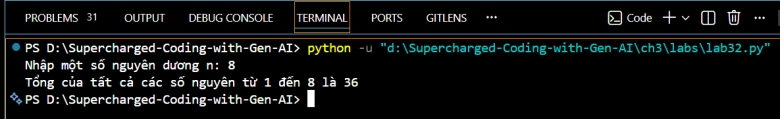 PROBLEMS 31 OUTPUT DEBUG CONSOLE TERMINAL PORTS GITLENS ··· Code
PS D:\Supercharged-Coding-with-Gen-AI> python -u "d:\Supercharged-Coding-with-Gen-AI\ch3\labs\lab32.py"
Nhập một số nguyên dương n: 8
Tổng của tất cả các số nguyên từ 1 đến 8 là 36
PS D:\Supercharged-Coding-with-Gen-AI>